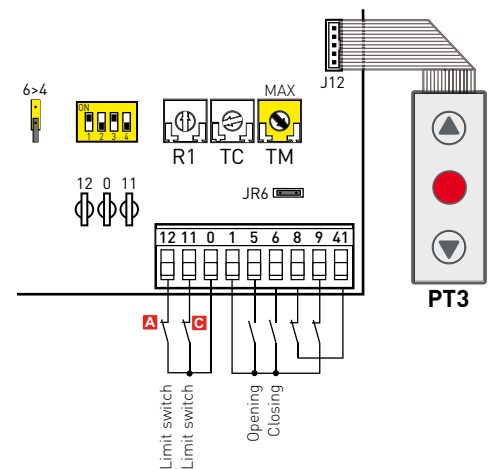 J12
6>4
ON
1 2 3 4
MAX
R1 TC TM
12 0 11
JR6
12 11 0 1 5 6 8 9 41
PT3
A C
Limit switch
Limit switch
Opening
Closing